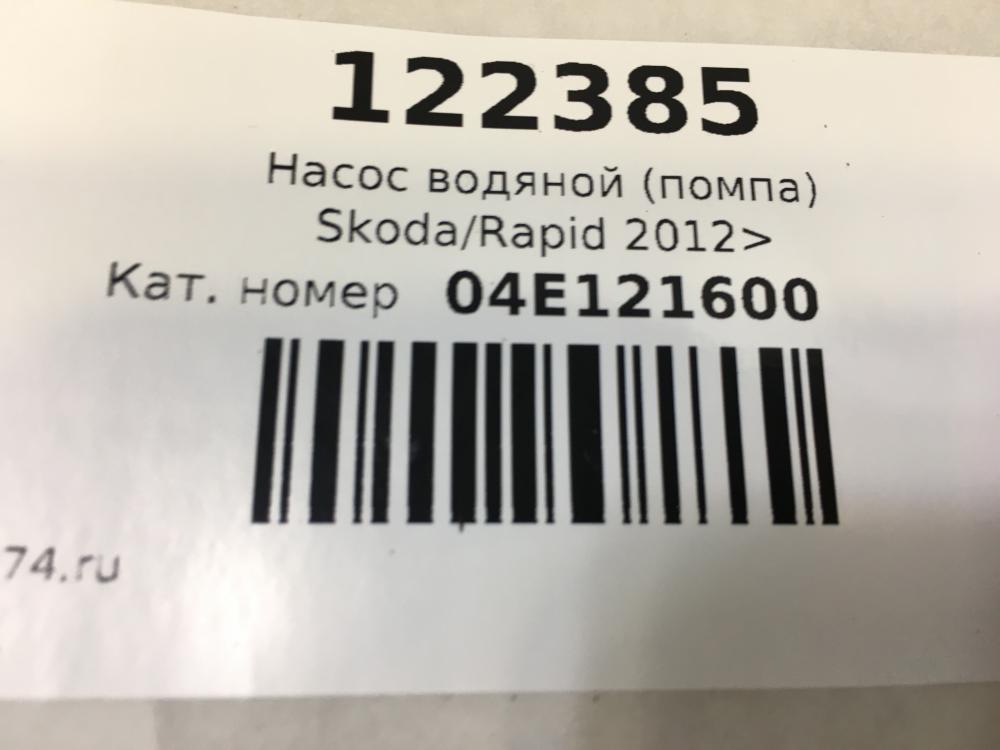 122385
Насос водяной (помпа)
Skoda/Rapid 2012>
Кат. номер 04E121600
74.ru